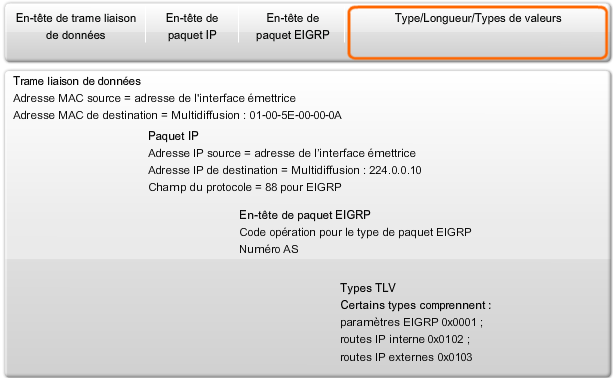 En-tête de trame liaison
de données
En-tête de
paquet IP
En-tête de
paquet EIGRP
Type/Longueur/Types de valeurs
Trame liaison de données
Adresse MAC source = adresse de l'interface émettrice
Adresse MAC de destination = Multidiffusion : 01-00-5E-00-00-0A
Paquet IP
Adresse IP source = adresse de l'interface émettrice
Adresse IP de destination = Multidiffusion : 224.0.0.10
Champ du protocole = 88 pour EIGRP
En-tête de paquet EIGRP
Code opération pour le type de paquet EIGRP
Numéro AS
Types TLV
Certains types comprennent :
paramètres EIGRP 0x0001 ;
routes IP interne 0x0102 ;
routes IP externes 0x0103